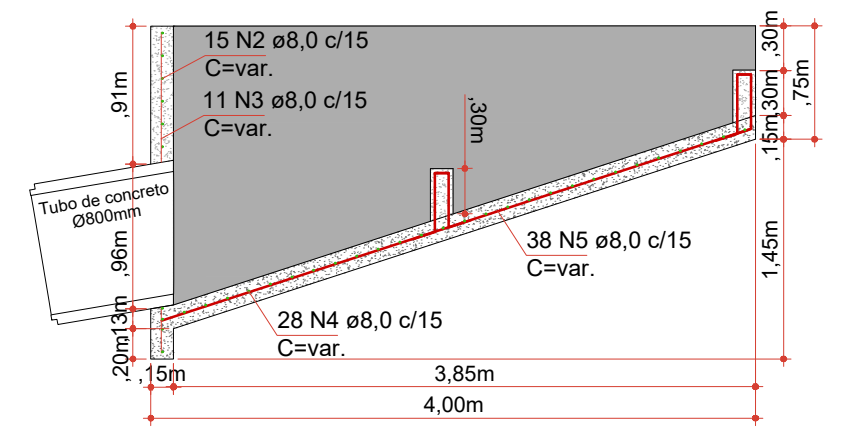 15 N2 ø8,0 c/15
C=var.
11 N3 ø8,0 c/15
C=var.
,91m
,30m
,30m
,30m
,75m
,15m
Tubo de concreto
Ø800mm
,96m
38 N5 ø8,0 c/15
C=var.
1,45m
28 N4 ø8,0 c/15
C=var.
,13m
,20m
,15m
3,85m
4,00m